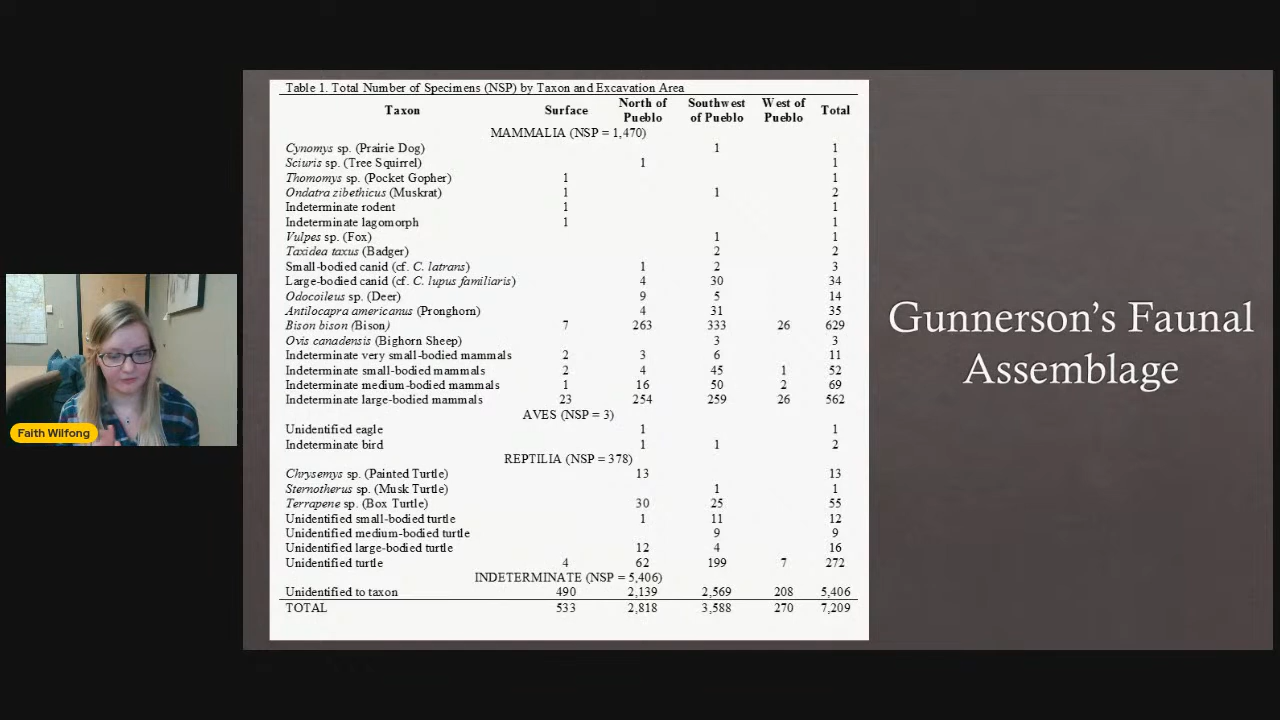 Table 1. Total Number of Specimens (NSP) by Taxon and Excavation Area
Taxon Surface North of Pueblo Southwest of Pueblo West of Pueblo Total
MAMMALIA (NSP = 1,470)
Cynomys sp. (Prairie Dog) 1 1
Sciuris sp. (Tree Squirrel) 1 1
Thomomys sp. (Pocket Gopher) 1 1
Ondatra zibethicus (Muskrat) 1 1 2
Indeterminate rodent 1 1
Indeterminate lagomorph 1 1
Vulpes sp. (Fox) 1 1
Taxidea taxus (Badger) 2 2
Small-bodied canid (cf. C. latrans) 1 2 3
Large-bodied canid (cf. C. lupus familiaris) 4 30 34
Odocoileus sp. (Deer) 9 5 14
Antilocapra americanus (Pronghorn) 4 31 35
Bison bison (Bison) 7 263 333 26 629
Ovis canadensis (Bighorn Sheep) 3 3
Indeterminate very small-bodied mammals 2 3 6 11
Indeterminate small-bodied mammals 2 4 45 1 52
Indeterminate medium-bodied mammals 1 16 50 2 69
Indeterminate large-bodied mammals 23 254 259 26 562
AVES (NSP = 3)
Unidentified eagle 1 1
Indeterminate bird 1 1 2
REPTILIA (NSP = 378)
Chrysemys sp. (Painted Turtle) 13 13
Sternotherus sp. (Musk Turtle) 1 1
Terrapene sp. (Box Turtle) 30 25 55
Unidentified small-bodied turtle 1 11 12
Unidentified medium-bodied turtle 9 9
Unidentified large-bodied turtle 12 4 16
Unidentified turtle 4 62 199 7 272
INDETERMINATE (NSP = 5,406)
Unidentified to taxon 490 2,139 2,569 208 5,406
TOTAL 533 2,818 3,588 270 7,209
Gunnerson's Faunal
Assemblage
Faith Wilfong